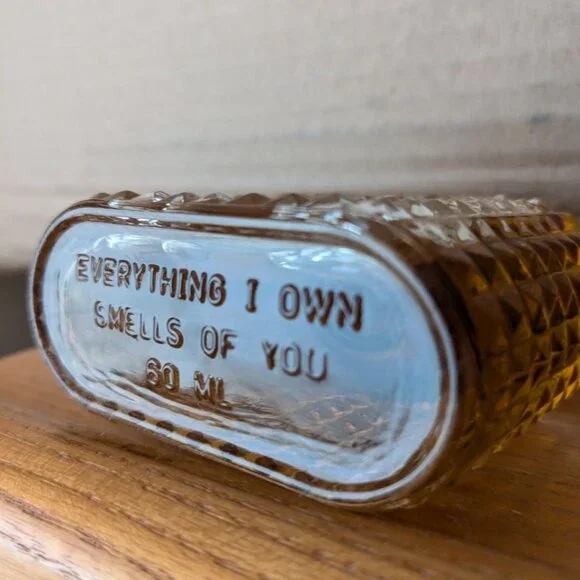 EVERYTHING I OWN
SMELLS OF YOU
60 ML